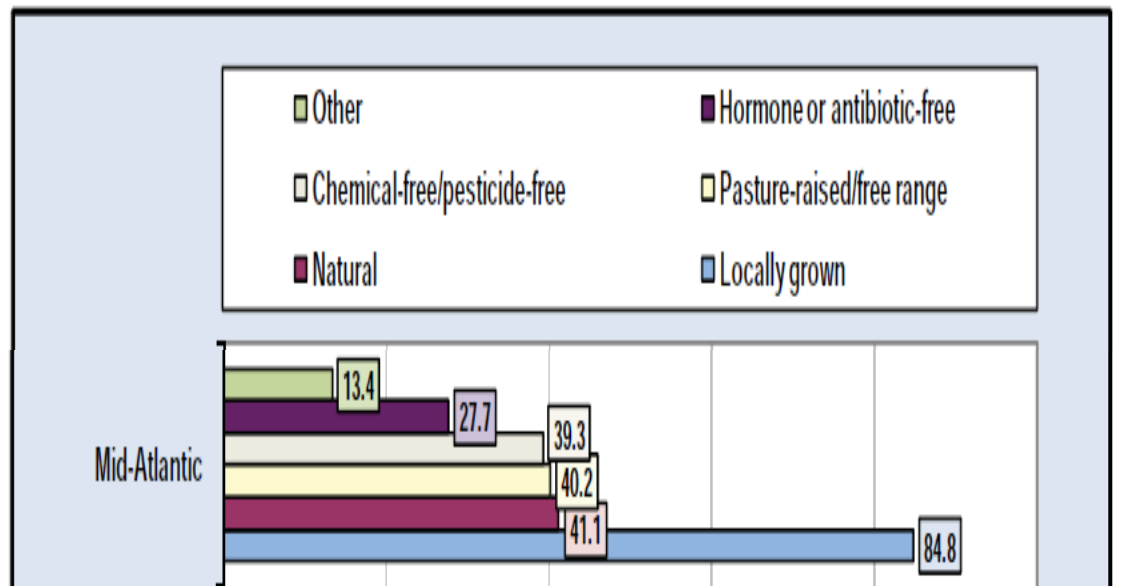 Other Hormone or antibiotic-free
Chemical-free/pesticide-free Pasture-raised/free range
Natural Locally grown
13.4
27.7
39.3
Mid-Atlantic
40.2
41.1
84.8